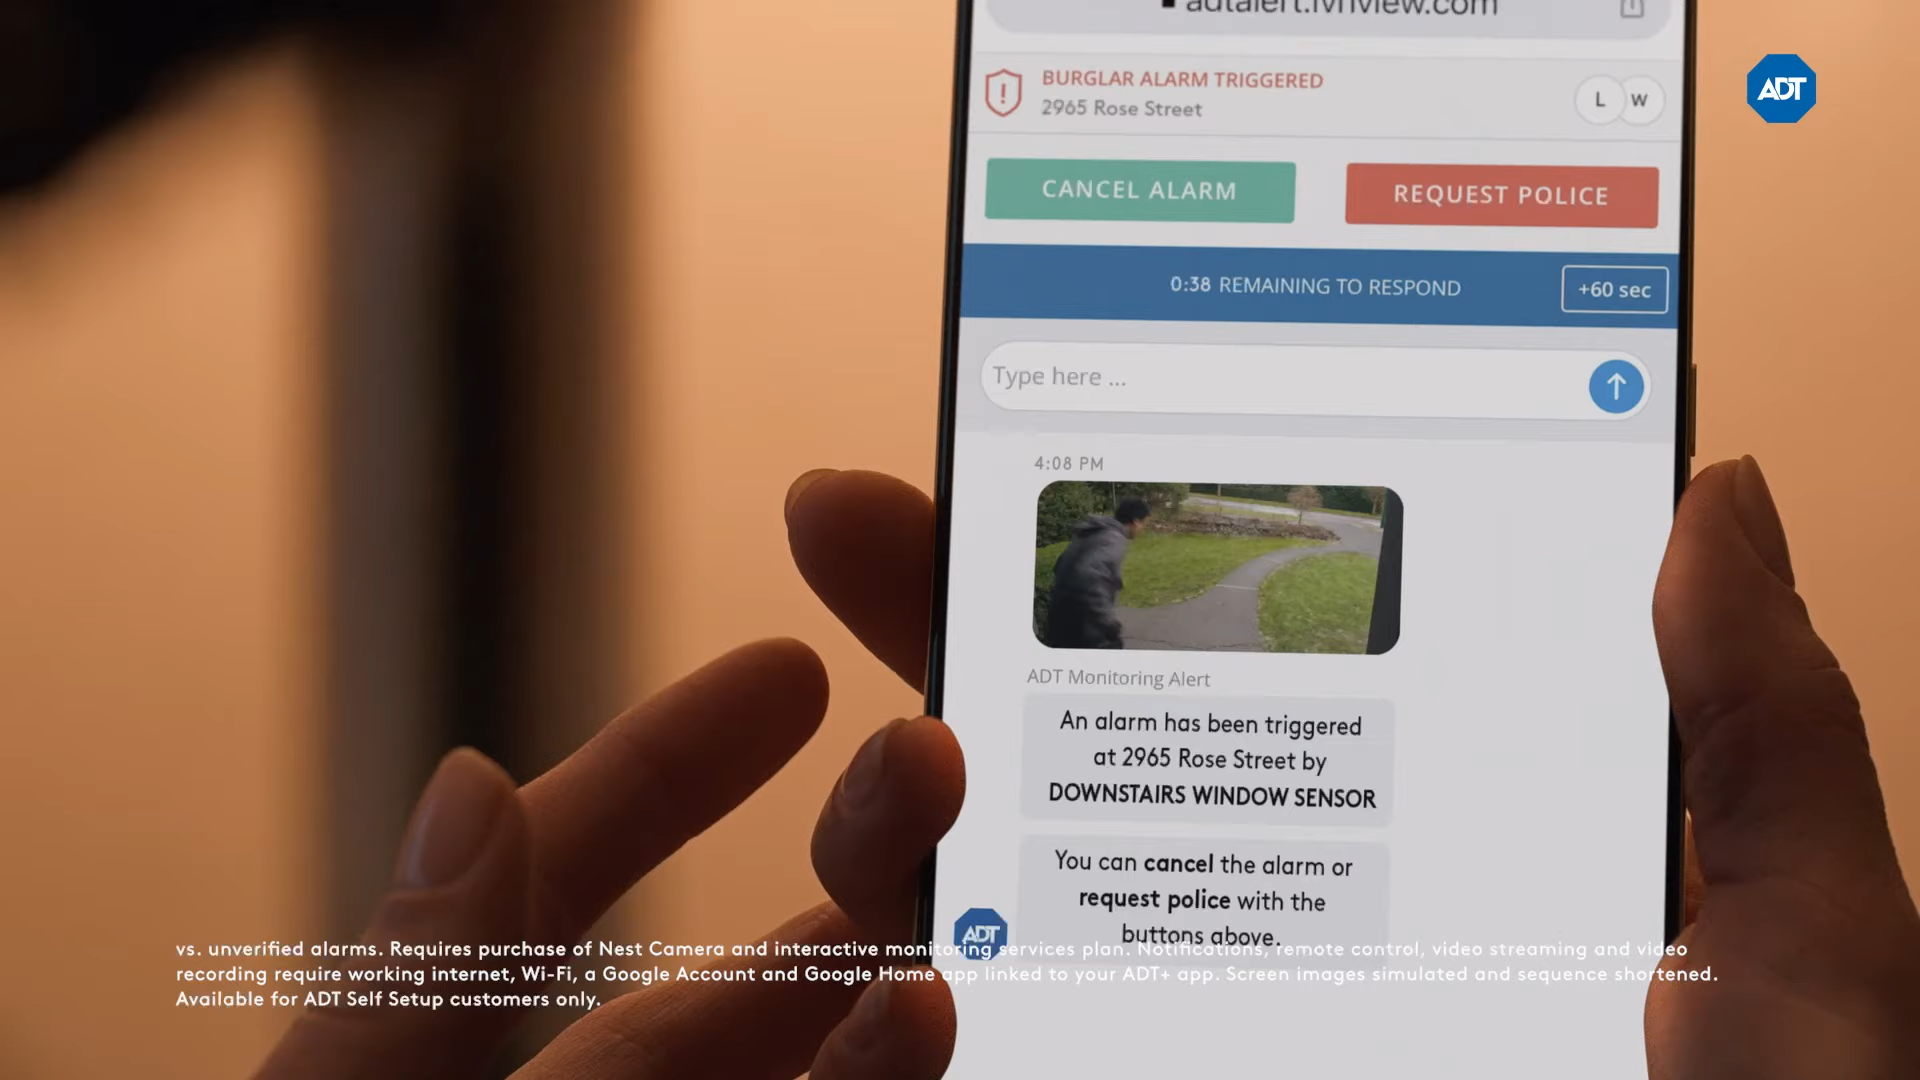 adtalert.lvnview.com
BURGLAR ALARM TRIGGERED
2965 Rose Street
L W
ADT
CANCEL ALARM
REQUEST POLICE
0:38 REMAINING TO RESPOND
+60 sec
Type here ...
4:08 PM
ADT Monitoring Alert
An alarm has been triggered
at 2965 Rose Street by
DOWNSTAIRS WINDOW SENSOR
You can cancel the alarm or
request police with the
buttons above.
ADT
vs. unverified alarms. Requires purchase of Nest Camera and interactive monitoring services plan. Notifications, remote control, video streaming and video
recording require working internet, Wi-Fi, a Google Account and Google Home app linked to your ADT+ app. Screen images simulated and sequence shortened.
Available for ADT Self Setup customers only.